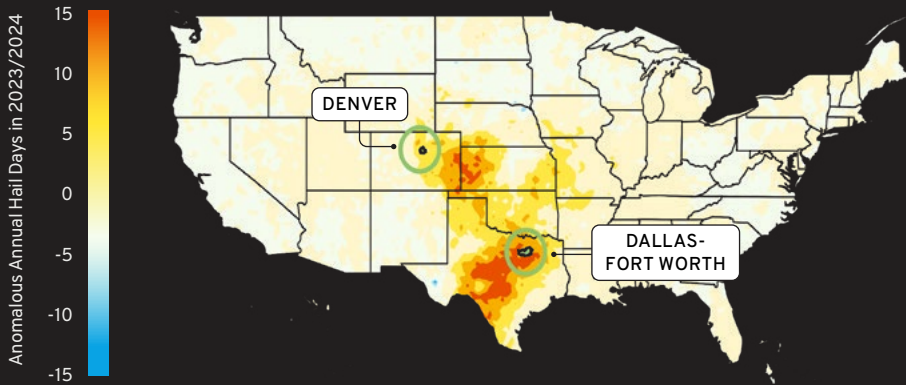 Anomalous Annual Hail Days in 2023/2024
15
10
5
0
-5
-10
-15
DENVER
DALLAS-
FORT WORTH